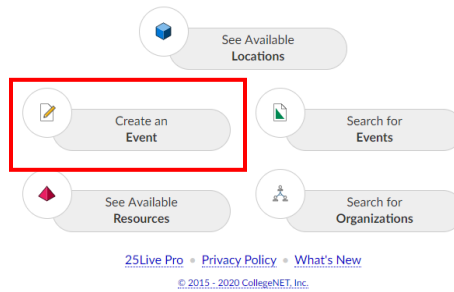 See Available
Locations
Create an
Event
Search for
Events
See Available
Resources
Search for
Organizations
25Live Pro • Privacy Policy • What's New
© 2015 - 2020 CollegeNET, Inc.